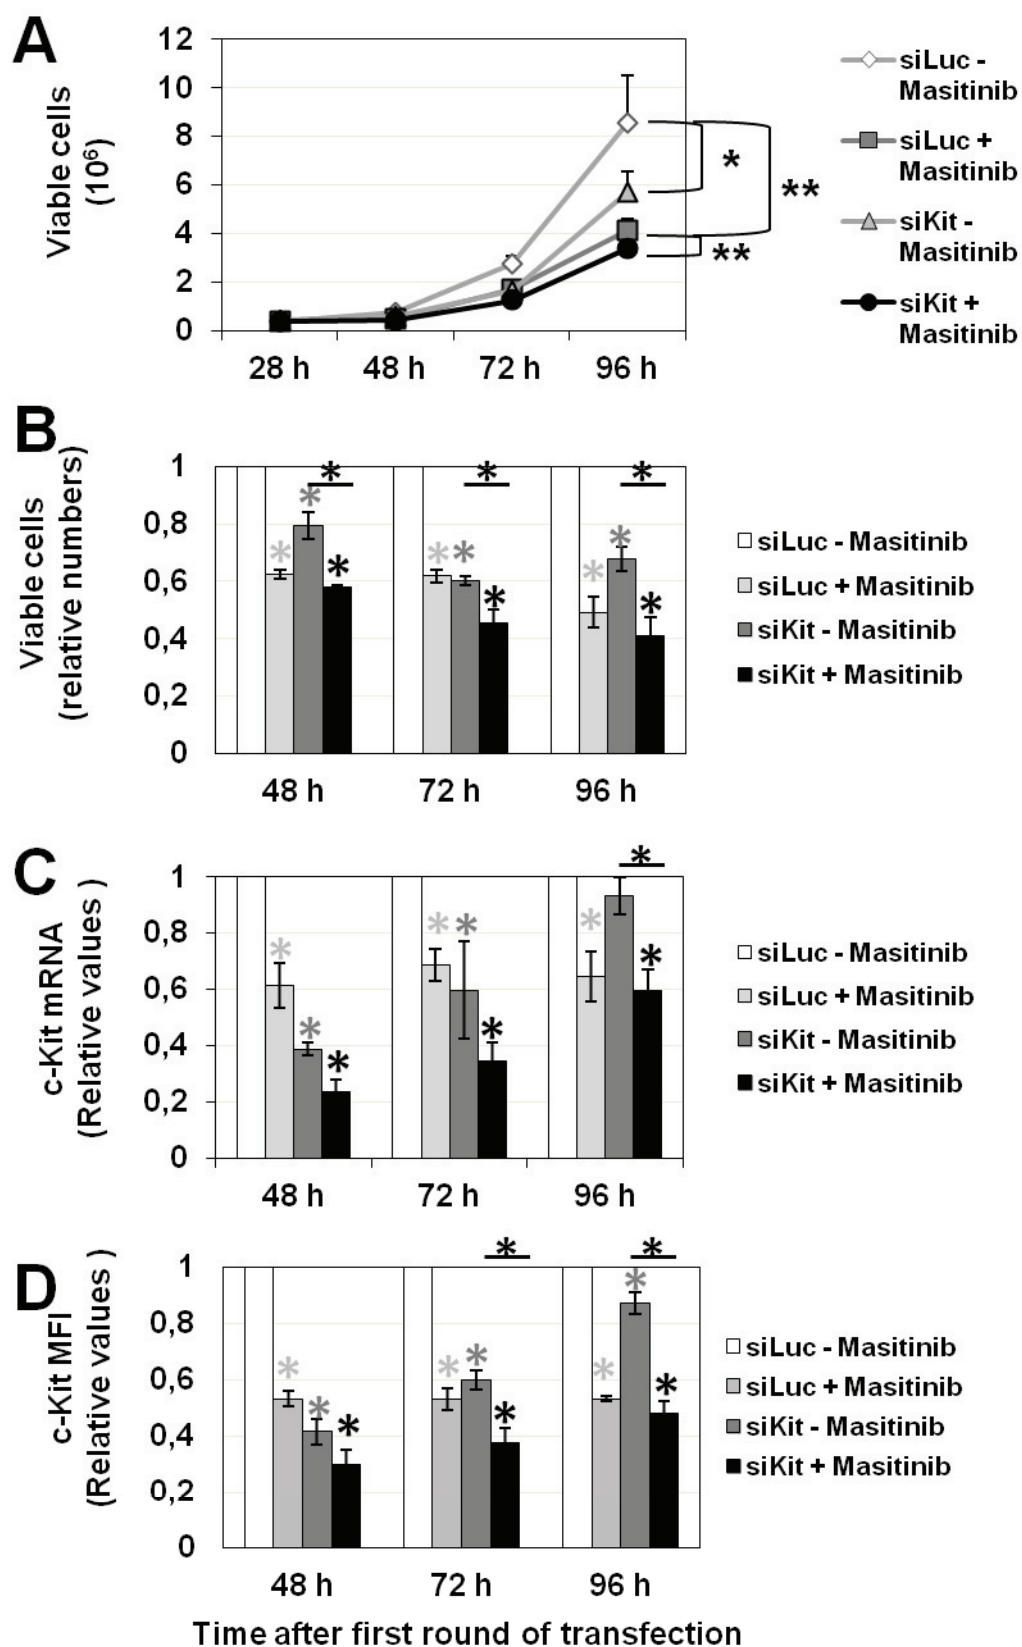 A
Viable cells
(10⁶)
12
10
8
6
4
2
0
28 h 48 h 72 h 96 h
*
**
**
siLuc -
Masitinib
siLuc +
Masitinib
siKit -
Masitinib
siKit +
Masitinib
B
Viable cells
(relative numbers)
1
0,8
0,6
0,4
0,2
0
* * *
* * * * * * * * *
48 h 72 h 96 h
siLuc - Masitinib
siLuc + Masitinib
siKit - Masitinib
siKit + Masitinib
C
c-Kit mRNA
(Relative values )
1
0,8
0,6
0,4
0,2
0
*
* * * * * * * *
48 h 72 h 96 h
siLuc - Masitinib
siLuc + Masitinib
siKit - Masitinib
siKit + Masitinib
D
c-Kit MFI
(Relative values )
1
0,8
0,6
0,4
0,2
0
* *
* * * * * * * * *
48 h 72 h 96 h
siLuc - Masitinib
siLuc + Masitinib
siKit - Masitinib
siKit + Masitinib
Time after first round of transfection